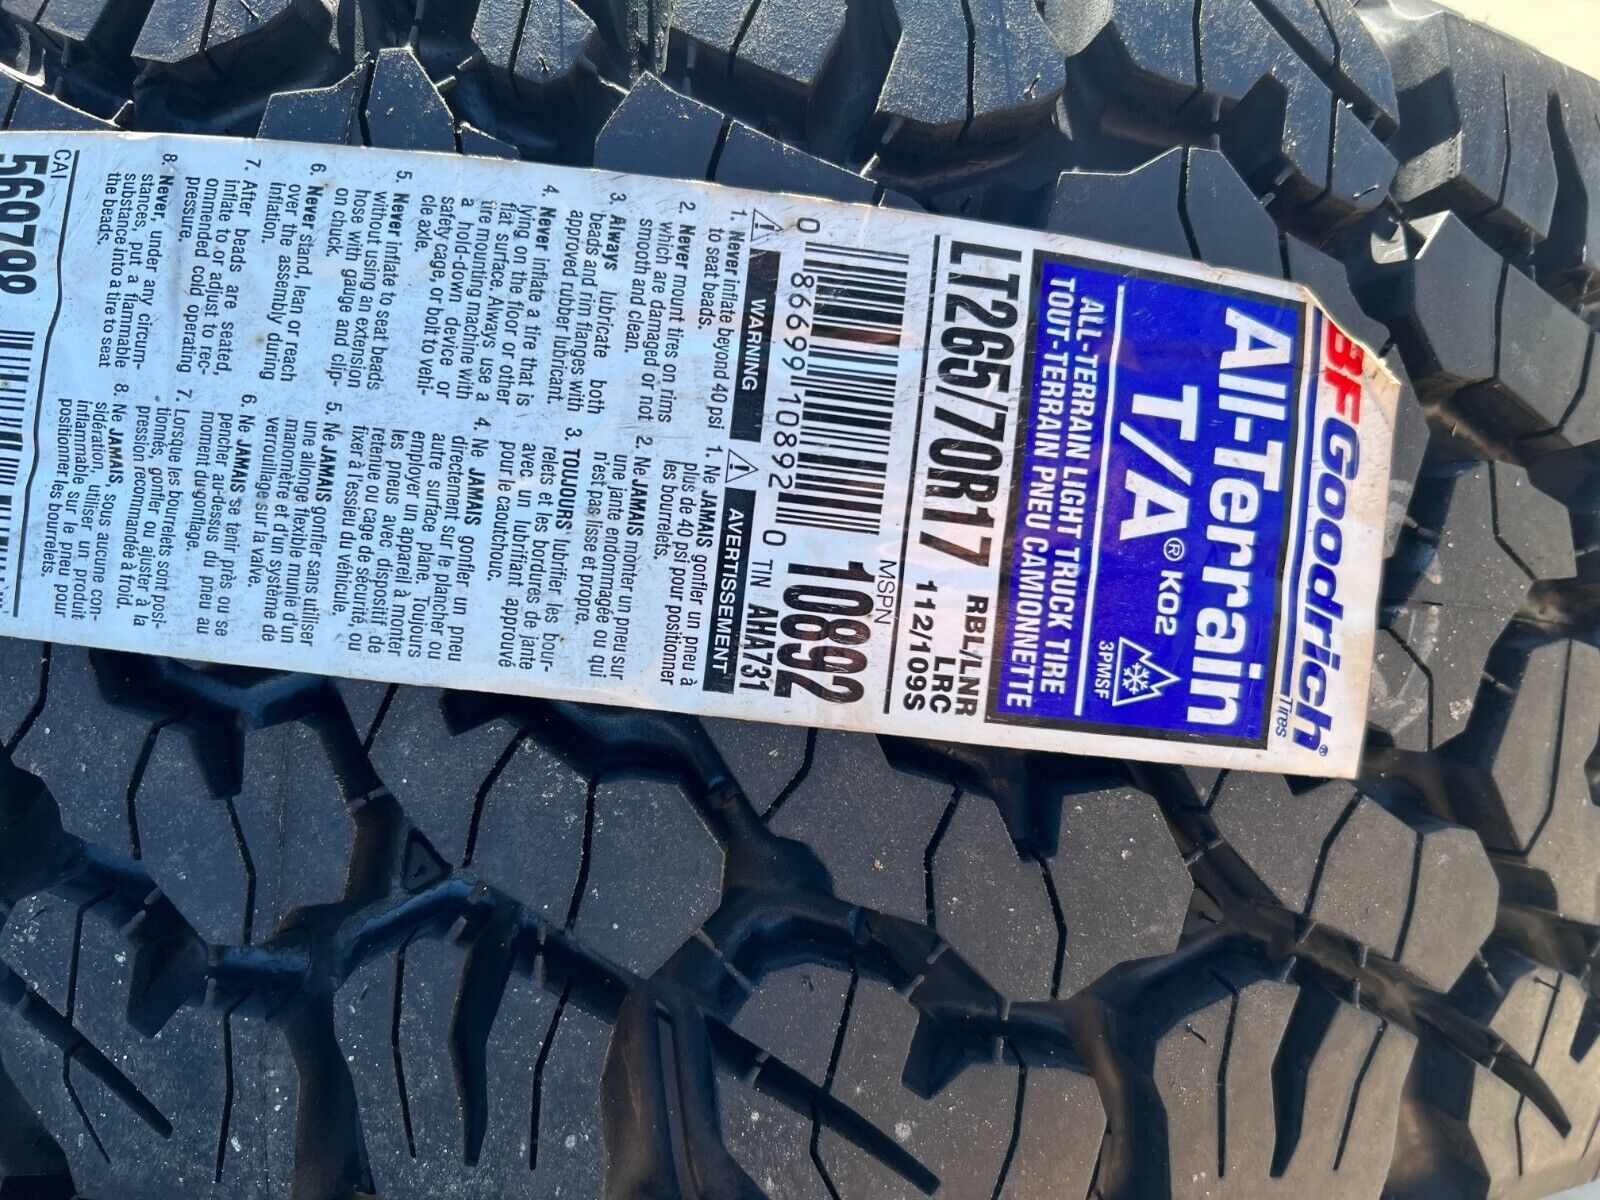 BFGoodrich® Tires
All-Terrain
T/A® KO2
3PMSF
ALL-TERRAIN LIGHT TRUCK TIRE
TOUT-TERRAIN PNEU CAMIONNETTE
LT265/70R17 RBL/LNR
LRC
112/109S
MSPN
10892
0 86699 10892 0
TIN AHA731
WARNING
1. Never inflate beyond 40 psi
to seat beads.
2. Never mount tires on rims
which are damaged or not
smooth and clean.
3. Always lubricate both
beads and rim flanges with
approved rubber lubricant.
4. Never inflate a tire that is
lying on the floor or other
flat surface. Always use a
tire mounting machine with
a hold-down device or
safety cage, or bolt to vehi-
cle axle.
5. Never inflate to seat beads
without using an extension
hose with gauge and clip-
on chuck.
6. Never stand, lean or reach
over the assembly during
inflation.
7. After beads are seated,
inflate to or adjust to rec-
ommended cold operating
pressure.
8. Never, under any circum-
stances, put a flammable
substance into a tire to seat
the beads.
AVERTISSEMENT
1. Ne JAMAIS gonfler un pneu à
plus de 40 psi pour positionner
les bourrelets.
2. Ne JAMAIS monter un pneu sur
une jante endommagée ou qui
n'est pas lisse et propre.
3. TOUJOURS lubrifier les bour-
relets et les bordures de jante
avec un lubrifiant approuvé
pour le caoutchouc.
4. Ne JAMAIS gonfler un pneu
directement sur le plancher ou
autre surface plane. Toujours
employer un appareil à monter
les pneus avec dispositif de
retenue ou cage de sécurité, ou
fixer à l'essieu du véhicule.
5. Ne JAMAIS gonfler sans utiliser
une alonge flexible munie d'un
manomètre et d'un système de
verrouillage sur la valve.
6. Ne JAMAIS se tenir près ou se
pencher au-dessus du pneu au
moment du gonflage.
7. Lorsque les bourrelets sont posi-
tionnés, gonfler ou ajuster à la
pression recommandée à froid.
8. Ne JAMAIS, sous aucune con-
sidération, utiliser un produit
inflammable sur le pneu pour
positionner les bourrelets.
CAI